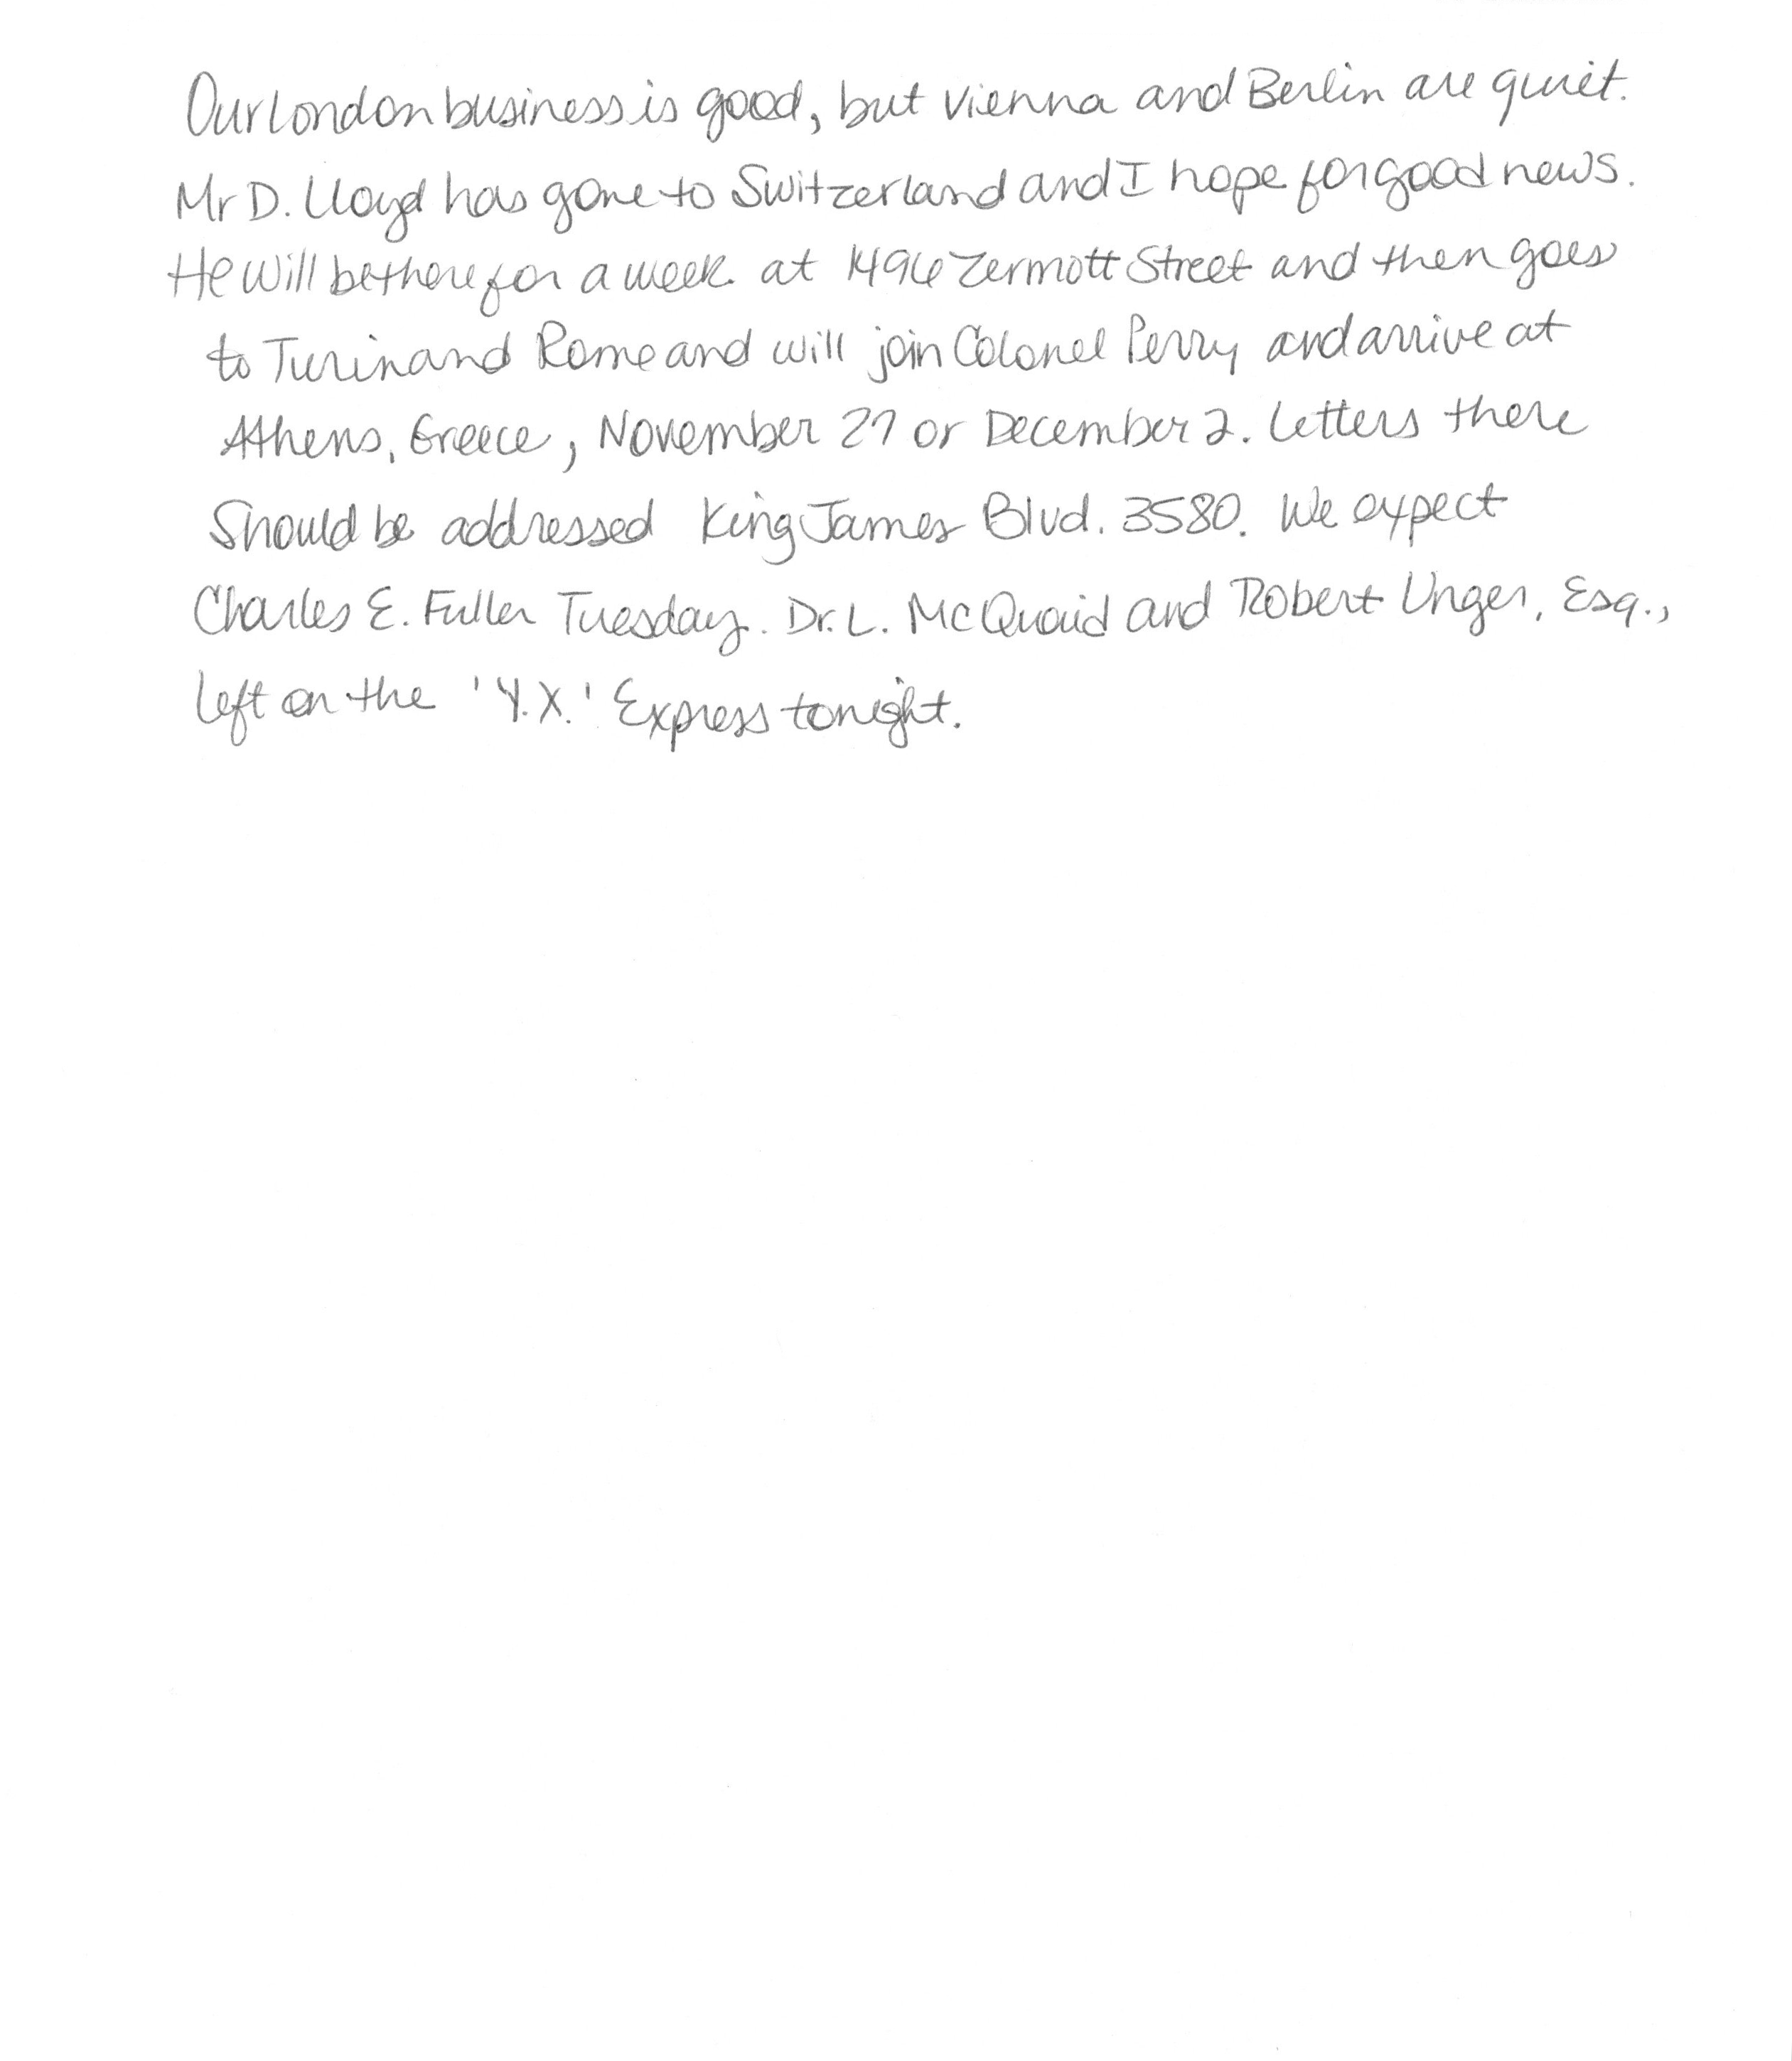 Our London business is good, but Vienna and Berlin are quiet.
Mr D. Lloyd has gone to Switzerland and I hope for good news.
He will be there for a week. at 1496 Zermott Street and then goes
to Turin and Rome and will join Colonel Perry and arrive at
Athens, Greece, November 27 or December 2. Letters there
Should be addressed King James Blvd. 3580. We expect
Charles E. Fuller Tuesday. Dr. L. McQuaid and Robert Unger, Esq.,
left on the 'Y.X.' Express tonight.